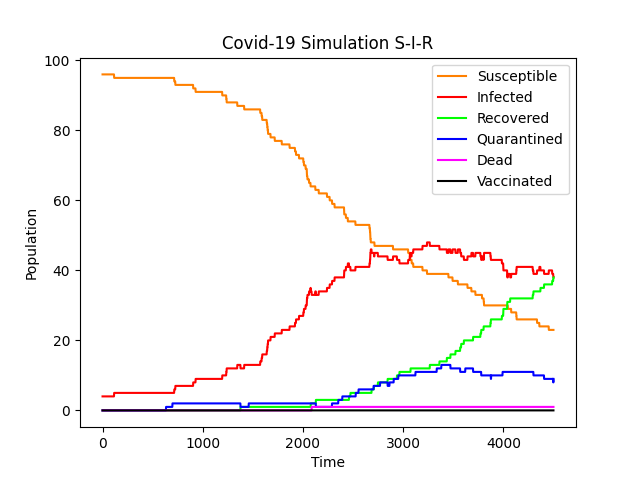 Covid-19 Simulation S-I-R
100
80
60
40
20
0
Population
Susceptible
Infected
Recovered
Quarantined
Dead
Vaccinated
0 1000 2000 3000 4000
Time